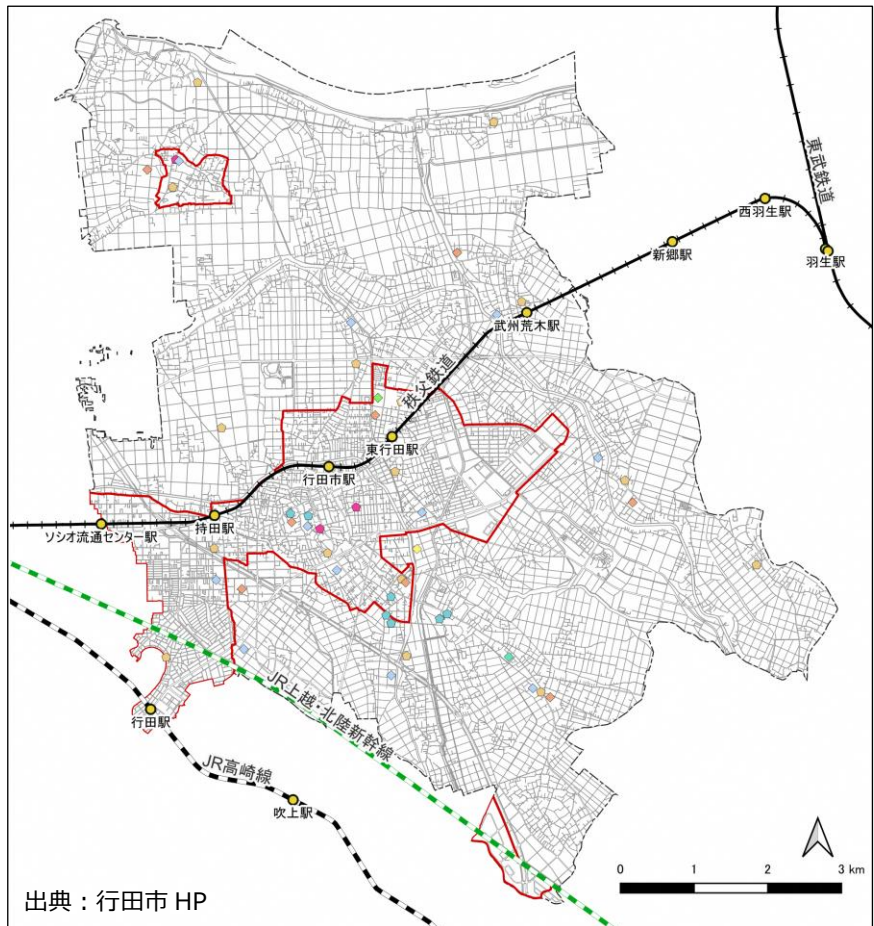 東武鉄道
西羽生駅
新郷駅
羽生駅
武州荒木駅
秩父鉄道
東行田駅
行田市駅
持田駅
ソシオ流通センター駅
JR上越・北陸新幹線
行田駅
JR高崎線
吹上駅
0 1 2 3 km
出典：行田市 HP